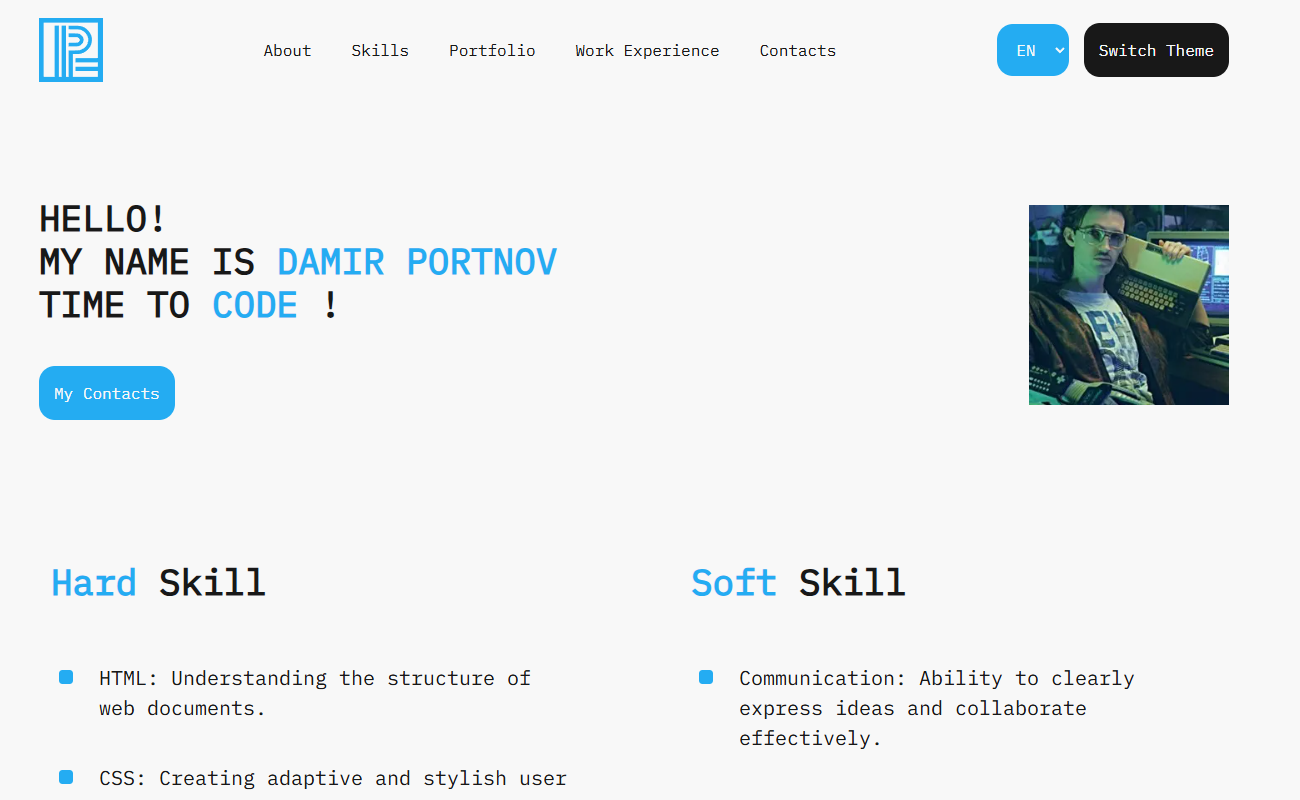 About
Skills
Portfolio
Work Experience
Contacts
EN
Switch Theme
HELLO!
MY NAME IS DAMIR PORTNOV
TIME TO CODE !
My Contacts
Hard Skill
HTML: Understanding the structure of
web documents.
CSS: Creating adaptive and stylish user
Soft Skill
Communication: Ability to clearly
express ideas and collaborate
effectively.